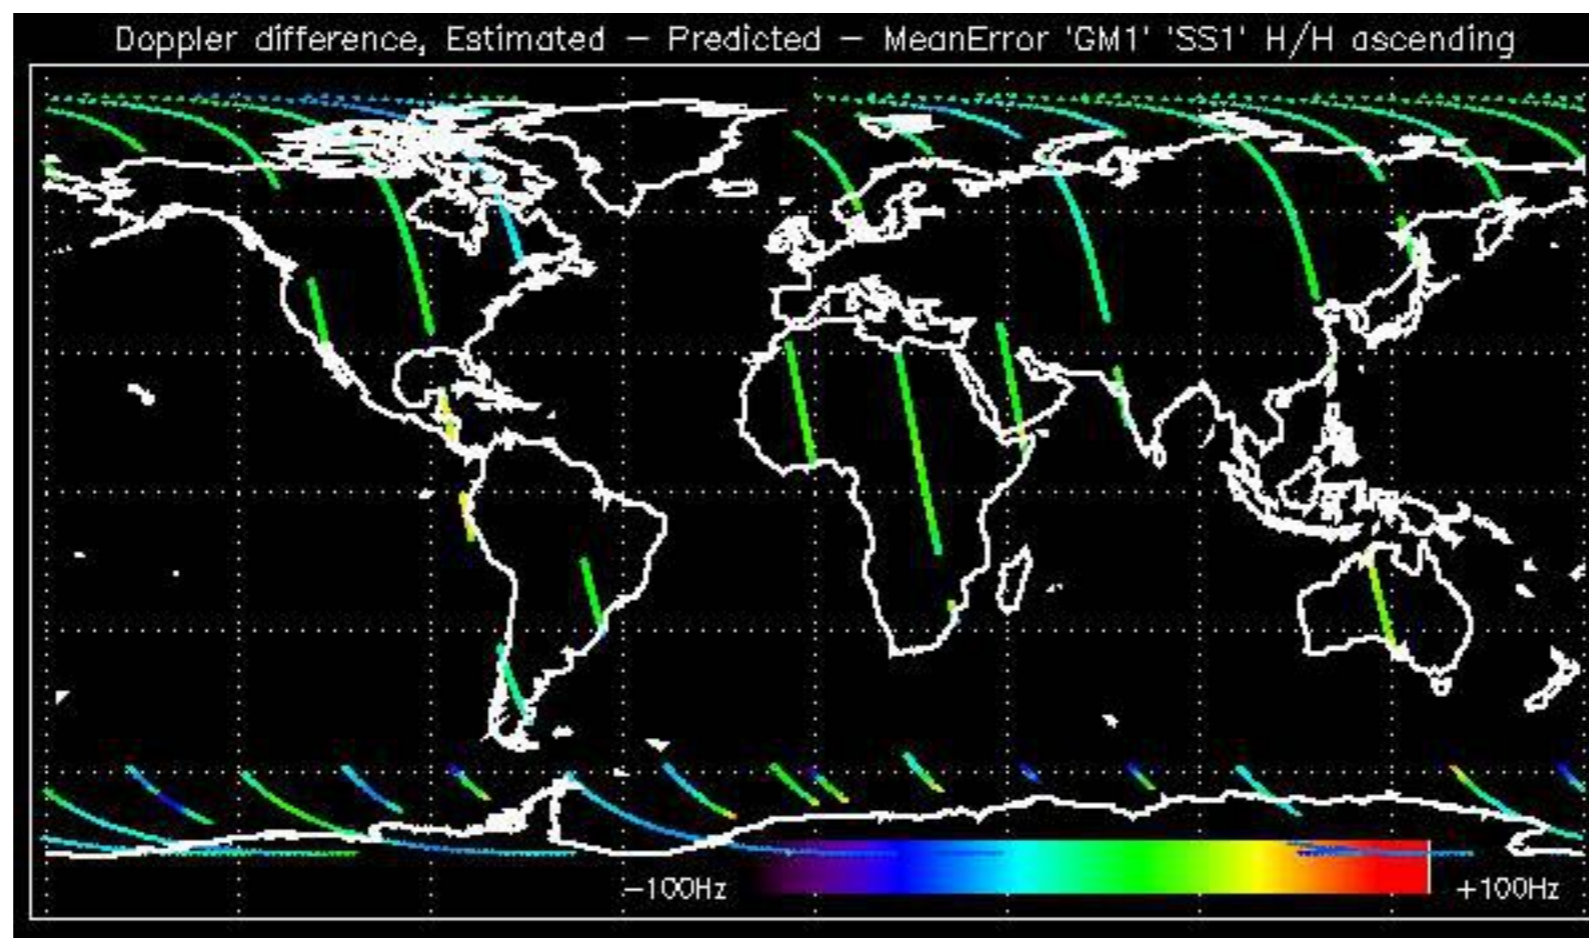 Doppler difference, Estimated – Predicted – MeanError 'GM1' 'SS1' H/H ascending
–100Hz +100Hz